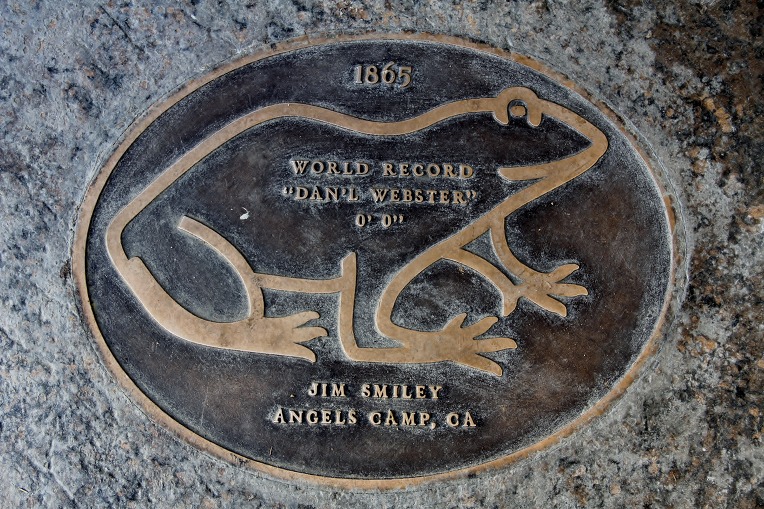 1865
WORLD RECORD
"DAN'L WEBSTER"
0' 0"
JIM SMILEY
ANGELS CAMP, CA